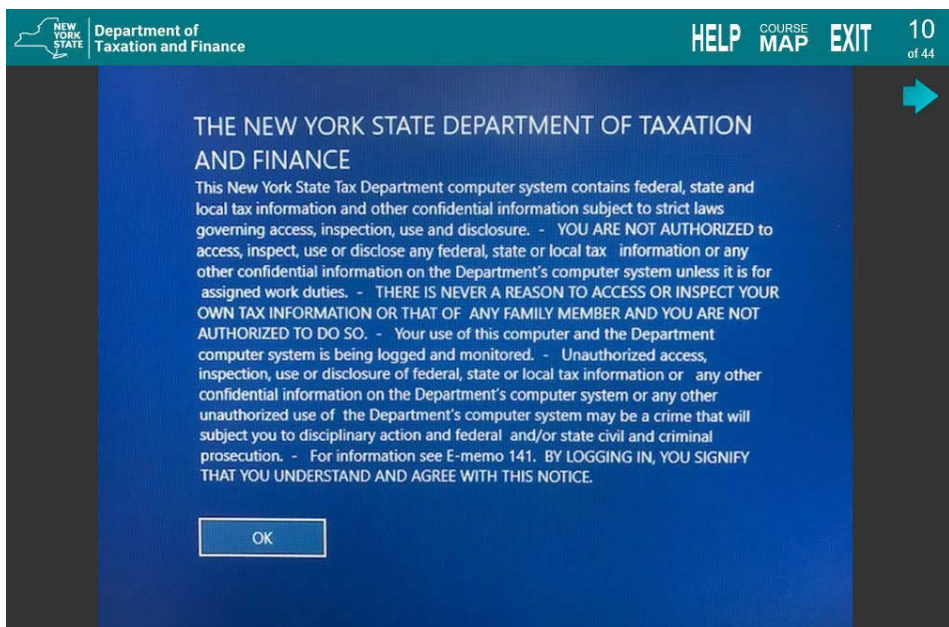 NEW
YORK
STATE
Department of
Taxation and Finance
HELP
COURSE
MAP
EXIT
10
of 44
THE NEW YORK STATE DEPARTMENT OF TAXATION
AND FINANCE
This New York State Tax Department computer system contains federal, state and
local tax information and other confidential information subject to strict laws
governing access, inspection, use and disclosure. - YOU ARE NOT AUTHORIZED to
access, inspect, use or disclose any federal, state or local tax information or any
other confidential information on the Department's computer system unless it is for
assigned work duties. - THERE IS NEVER A REASON TO ACCESS OR INSPECT YOUR
OWN TAX INFORMATION OR THAT OF ANY FAMILY MEMBER AND YOU ARE NOT
AUTHORIZED TO DO SO. - Your use of this computer and the Department
computer system is being logged and monitored. - Unauthorized access,
inspection, use or disclosure of federal, state or local tax information or any other
confidential information on the Department's computer system or any other
unauthorized use of the Department's computer system may be a crime that will
subject you to disciplinary action and federal and/or state civil and criminal
prosecution. - For information see E-memo 141. BY LOGGING IN, YOU SIGNIFY
THAT YOU UNDERSTAND AND AGREE WITH THIS NOTICE.
OK